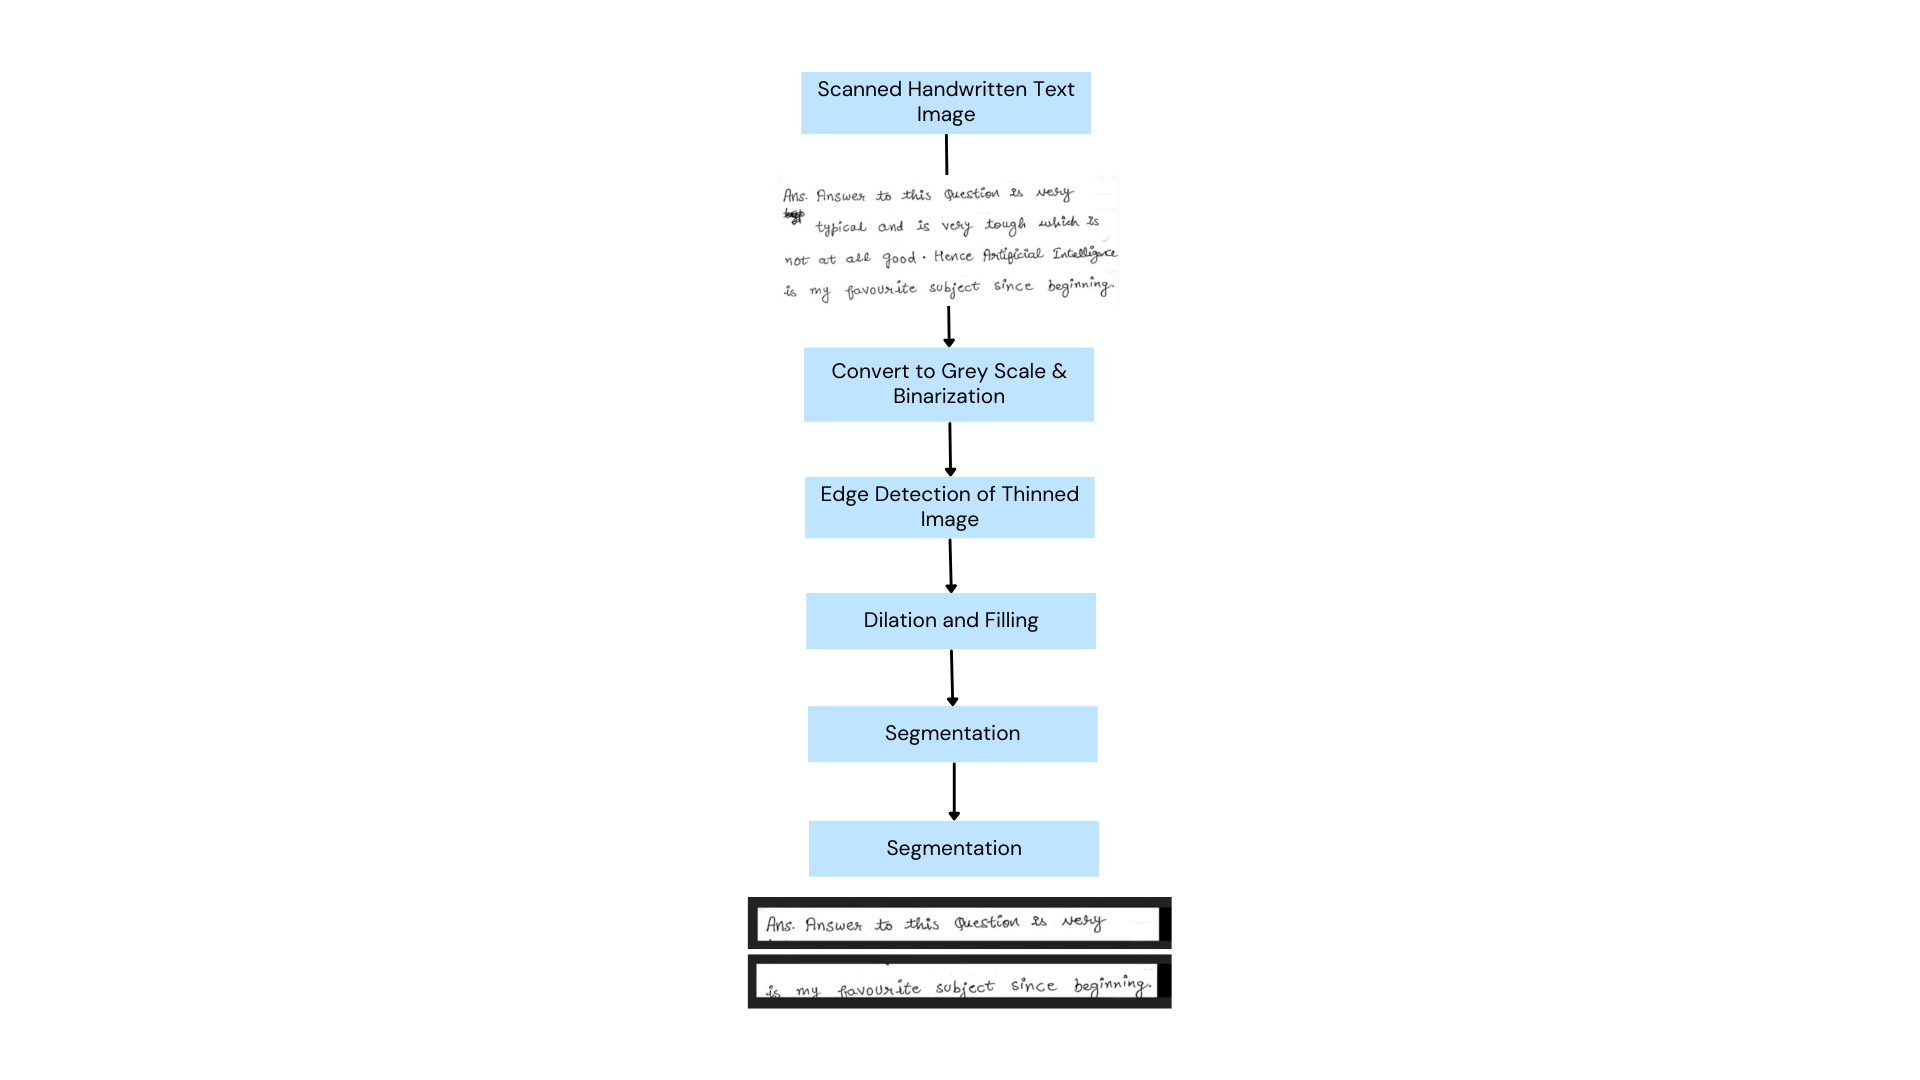 Scanned Handwritten Text
Image
Ans. Answer to this Question is very
typical and is very tough which is
not at all good. Hence Artificial Intelligence
is my favourite subject since beginning.
Convert to Grey Scale &
Binarization
Edge Detection of Thinned
Image
Dilation and Filling
Segmentation
Segmentation
Ans. Answer to this Question is very
is my favourite subject since beginning.